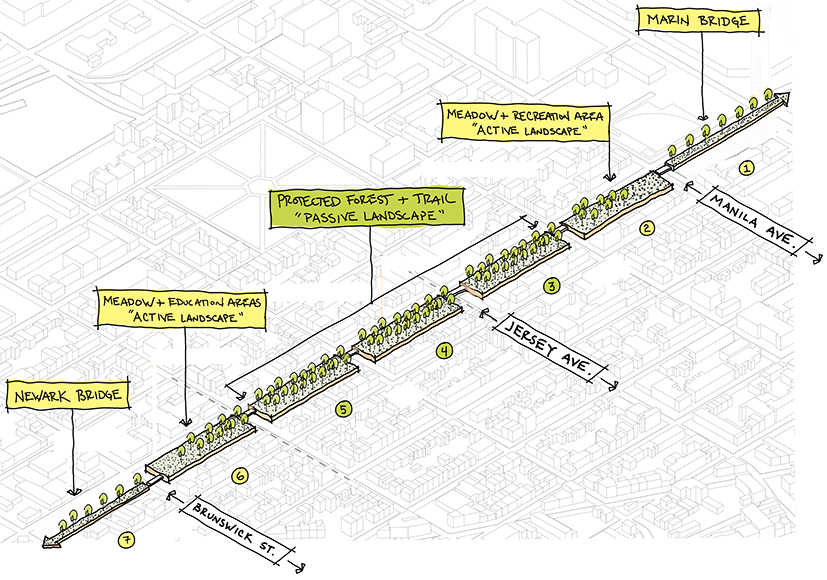 MARIN BRIDGE
MEADOW + RECREATION AREA
"ACTIVE LANDSCAPE"
1
MANILA AVE.
2
PROTECTED FOREST + TRAIL
"PASSIVE LANDSCAPE"
3
JERSEY AVE.
4
MEADOW + EDUCATION AREAS
"ACTIVE LANDSCAPE"
5
NEWARK BRIDGE
6
BRUNSWICK ST.
7